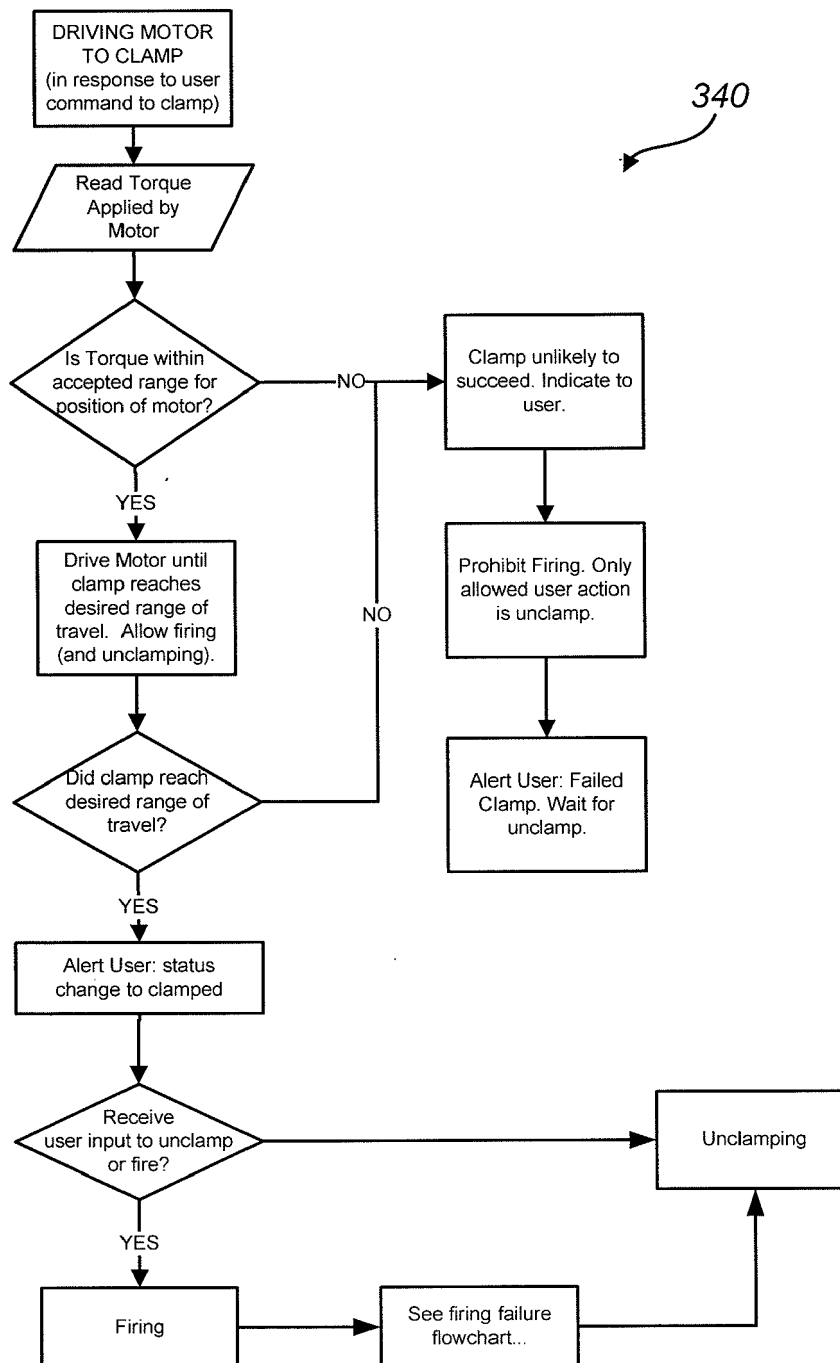 DRIVING MOTOR
TO CLAMP
(in response to user
command to clamp)
340
Read Torque
Applied by
Motor
Is Torque within
accepted range for
position of motor?
NO
Clamp unlikely to
succeed. Indicate to
user.
YES
Drive Motor until
clamp reaches
desired range of
travel. Allow firing
(and unclamping).
NO
Prohibit Firing. Only
allowed user action
is unclamp.
Did clamp reach
desired range of
travel?
Alert User: Failed
Clamp. Wait for
unclamp.
YES
Alert User: status
change to clamped
Receive
user input to unclamp
or fire?
Unclamping
YES
Firing
See firing failure
flowchart...